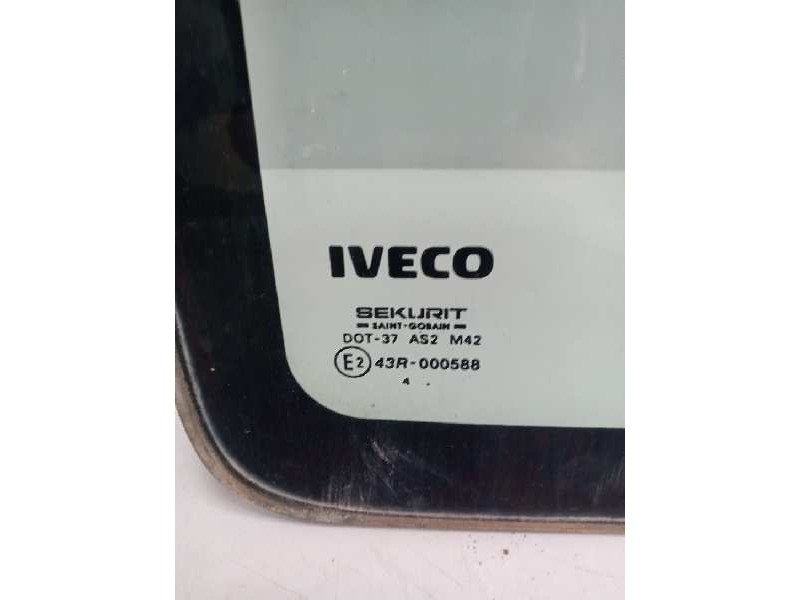 IVECO
SEKURIT
SAINT-GOBAIN
DOT-37 AS2 M42
E2 43R-000588
4 .